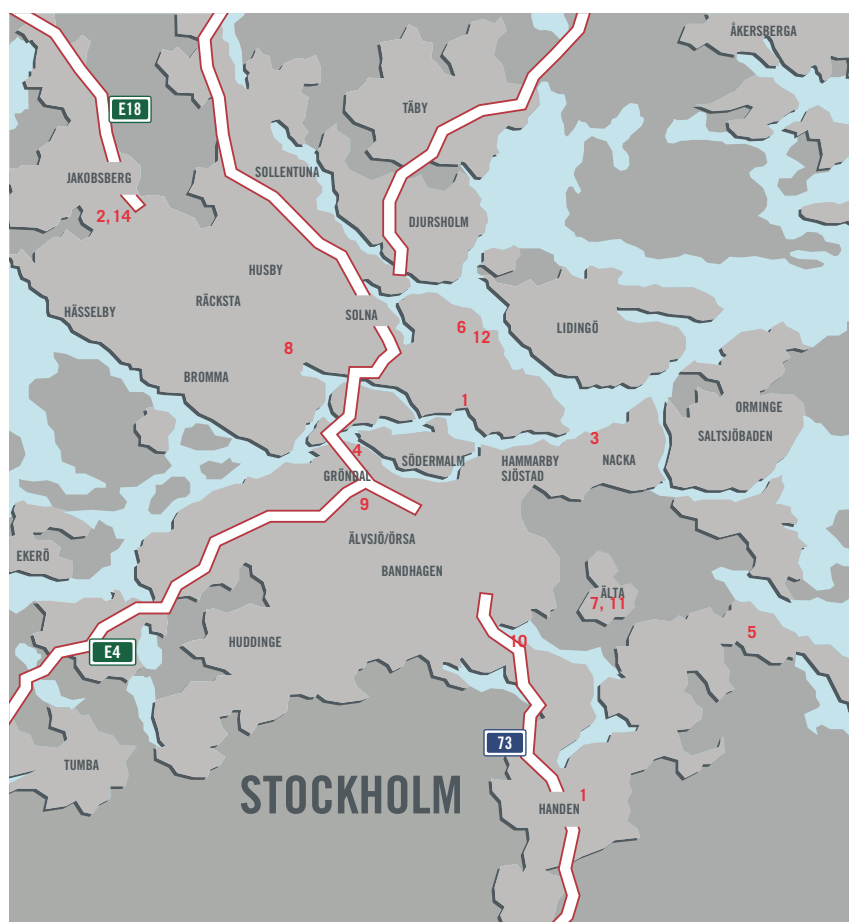 ÅKERSBERGA
E18
TÄBY
JAKOBSBERG
SOLLENTUNA
2, 14
DJURSHOLM
HUSBY
RÄCKSTA
HÄSSELBY
SOLNA
6
LIDINGÖ
12
8
BROMMA
1
ORMINGE
3
SALTSJÖBADEN
4
SÖDERMALM
HAMMARBY
SJÖSTAD
NACKA
GRÖNDAL
9
ÄLVSJÖ/ÖRSA
EKERÖ
BANDHAGEN
ÄLTA
7, 11
5
HUDDINGE
10
E4
73
TUMBA
STOCKHOLM
1
HANDEN